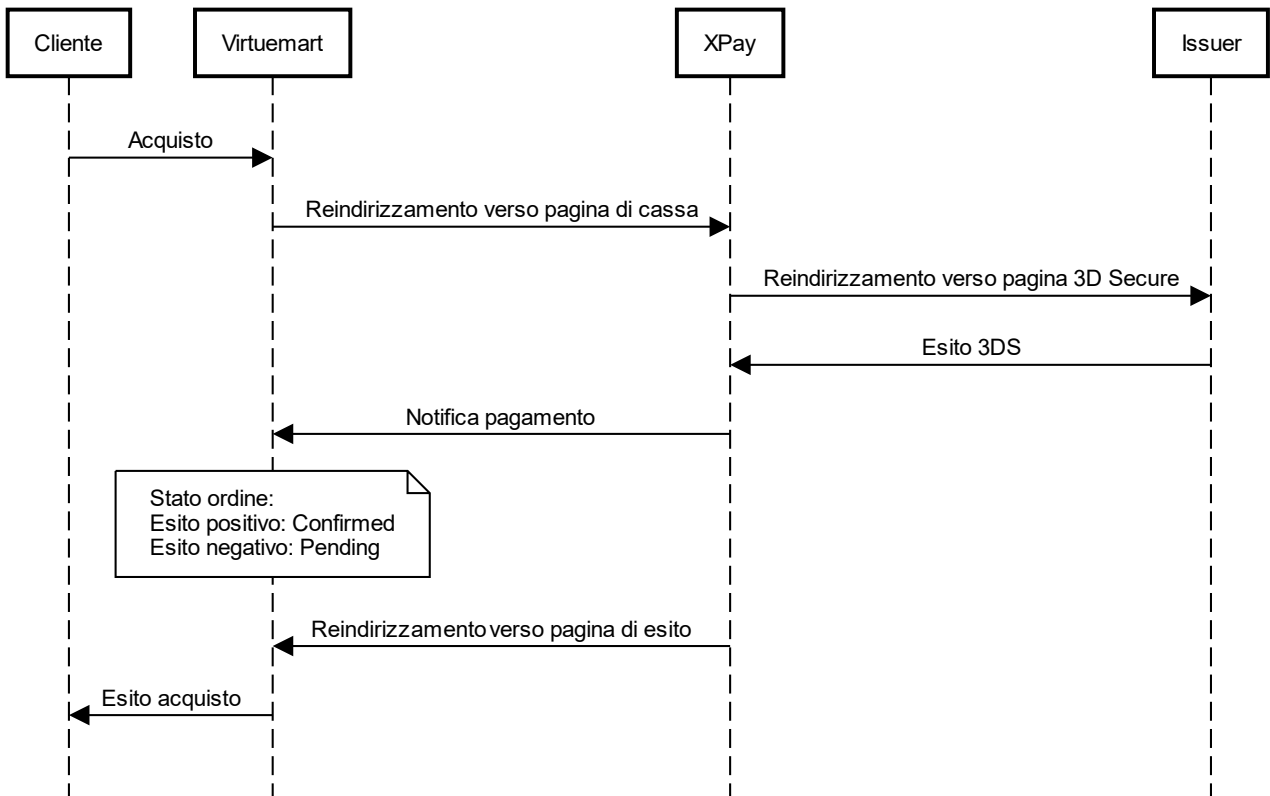 Cliente
Virtuemart
XPay
Issuer
Acquisto
Reindirizzamento verso pagina di cassa
Reindirizzamento verso pagina 3D Secure
Esito 3DS
Notifica pagamento
Stato ordine:
Esito positivo: Confirmed
Esito negativo: Pending
Reindirizzamento verso pagina di esito
Esito acquisto